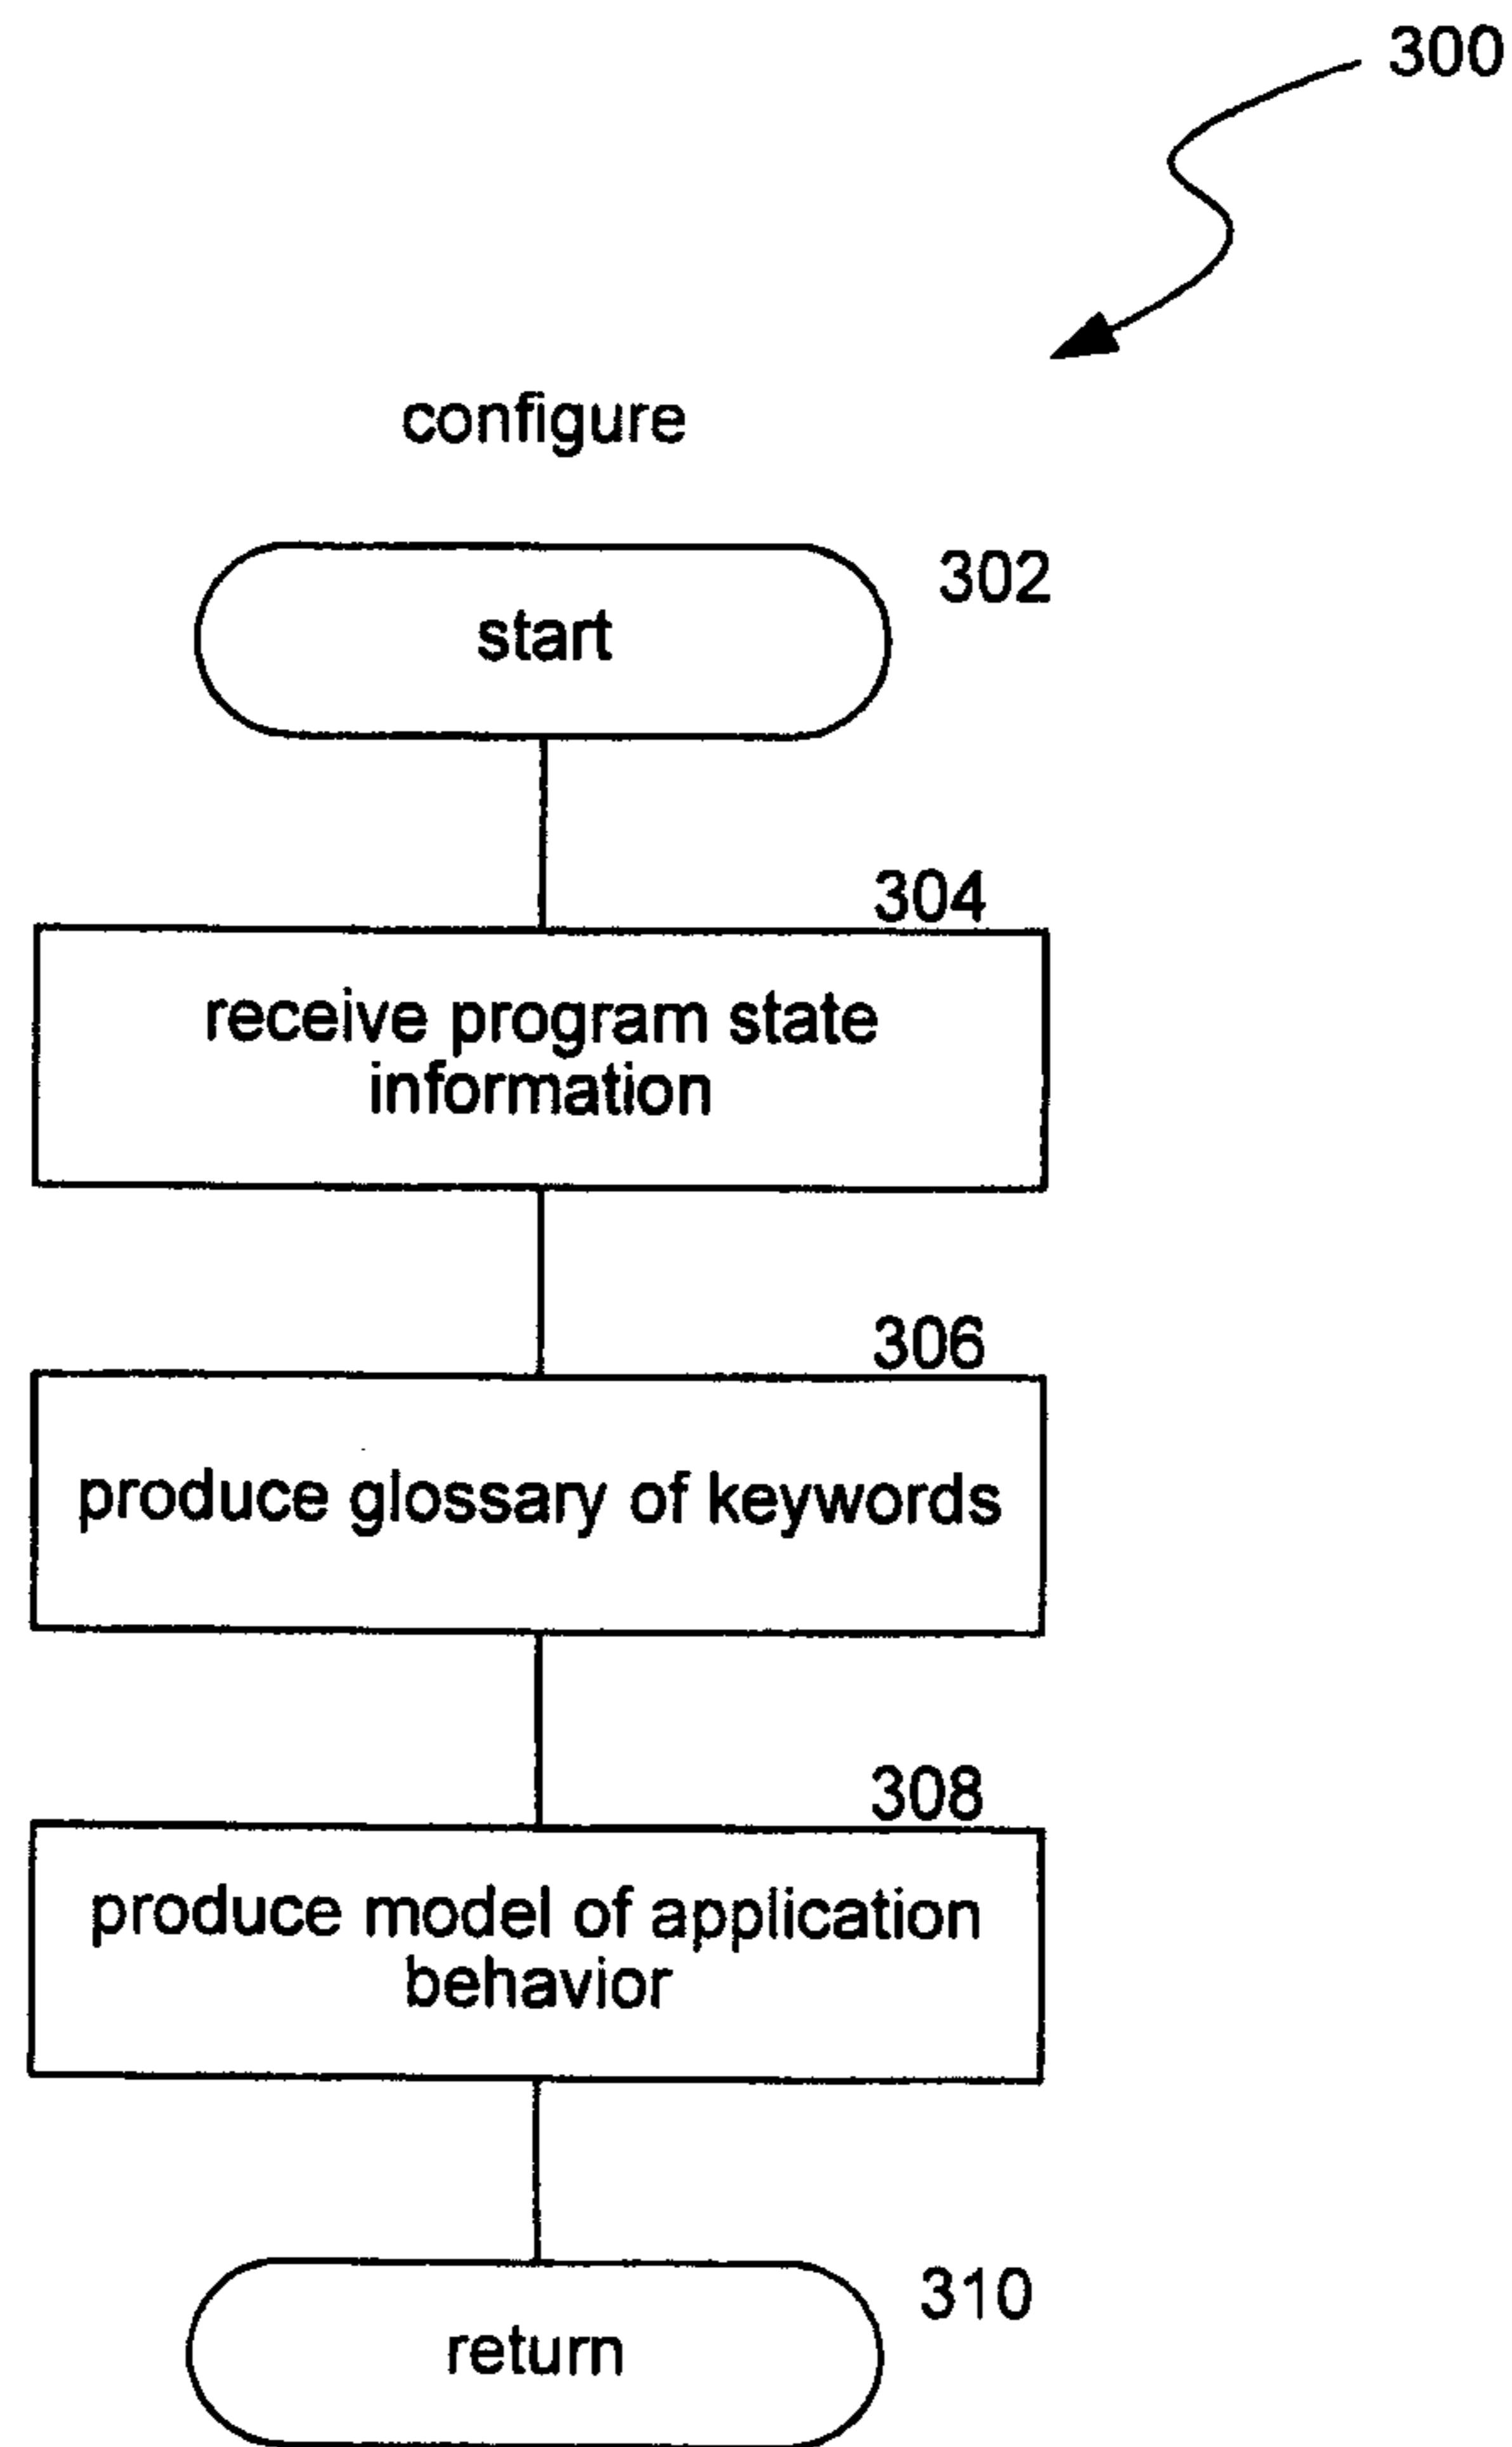 300
configure
302
start
304
receive program state
information
306
produce glossary of keywords
308
produce model of application
behavior
310
return